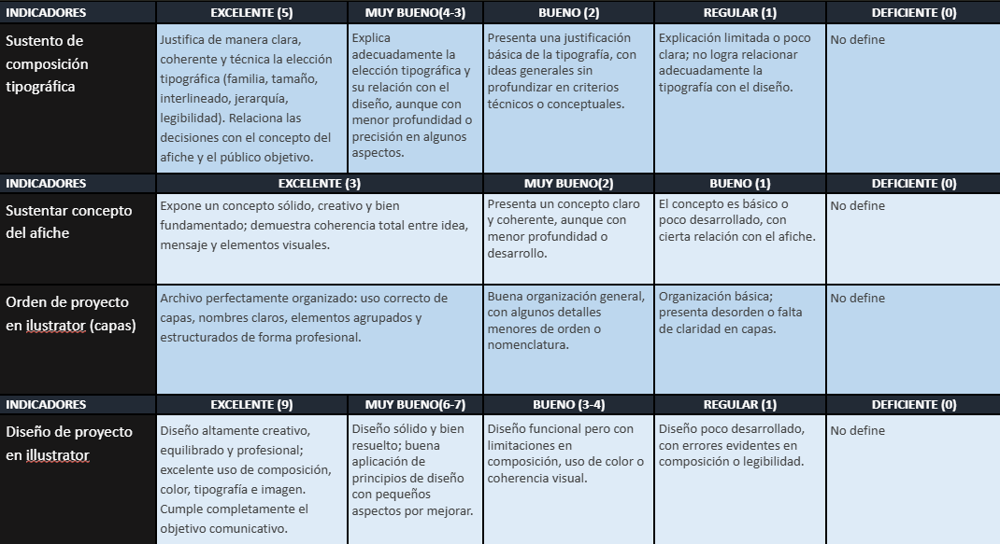 INDICADORES EXCELENTE (5) MUY BUENO(4-3) BUENO (2) REGULAR (1) DEFICIENTE (0)
Sustento de
composición
tipográfica
Justifica de manera clara,
coherente y técnica la elección
tipográfica (familia, tamaño,
interlineado, jerarquía,
legibilidad). Relaciona las
decisiones con el concepto del
afiche y el público objetivo.
Explica
adecuadamente la
elección tipográfica y
su relación con el
diseño, aunque con
menor profundidad o
precisión en algunos
aspectos.
Presenta una justificación
básica de la tipografía, con
ideas generales sin
profundizar en criterios
técnicos o conceptuales.
Explicación limitada o poco
clara; no logra relacionar
adecuadamente la
tipografía con el diseño.
No define
INDICADORES EXCELENTE (3) MUY BUENO(2) BUENO (1) DEFICIENTE (0)
Sustentar concepto
del afiche
Expone un concepto sólido, creativo y bien
fundamentado; demuestra coherencia total entre idea,
mensaje y elementos visuales.
Presenta un concepto claro
y coherente, aunque con
menor profundidad o
desarrollo.
El concepto es básico o
poco desarrollado, con
cierta relación con el afiche.
No define
Orden de proyecto
en ilustrator (capas)
Archivo perfectamente organizado: uso correcto de
capas, nombres claros, elementos agrupados y
estructurados de forma profesional.
Buena organización general,
con algunos detalles
menores de orden o
nomenclatura.
Organización básica;
presenta desorden o falta
de claridad en capas.
No define
INDICADORES EXCELENTE (9) MUY BUENO(6-7) BUENO (3-4) REGULAR (1) DEFICIENTE (0)
Diseño de proyecto
en illustrator
Diseño altamente creativo,
equilibrado y profesional;
excelente uso de composición,
color, tipografía e imagen.
Cumple completamente el
objetivo comunicativo.
Diseño sólido y bien
resuelto; buena
aplicación de
principios de diseño
con pequeños
aspectos por mejorar.
Diseño funcional pero con
limitaciones en
composición, uso de color o
coherencia visual.
Diseño poco desarrollado,
con errores evidentes en
composición o legibilidad.
No define